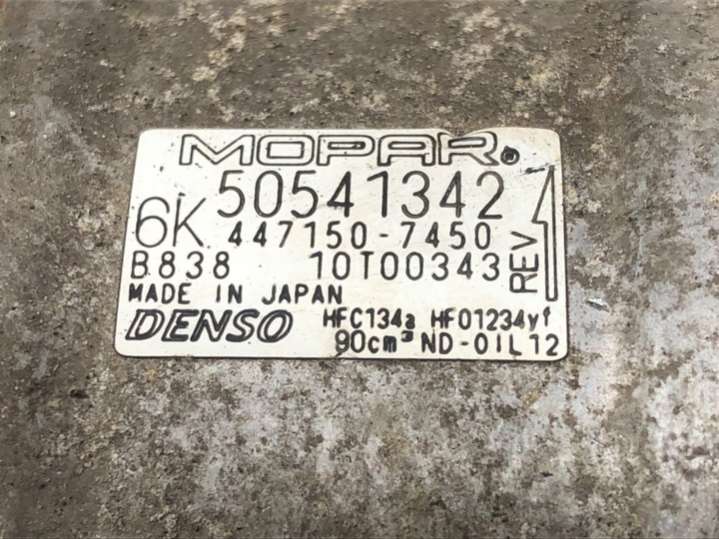 MOPAR.
6K 50541342
447150-7450
B838 10T00343 REV
MADE IN JAPAN
DENSO HFC134a HFO1234yf
90cm³ ND-OIL12